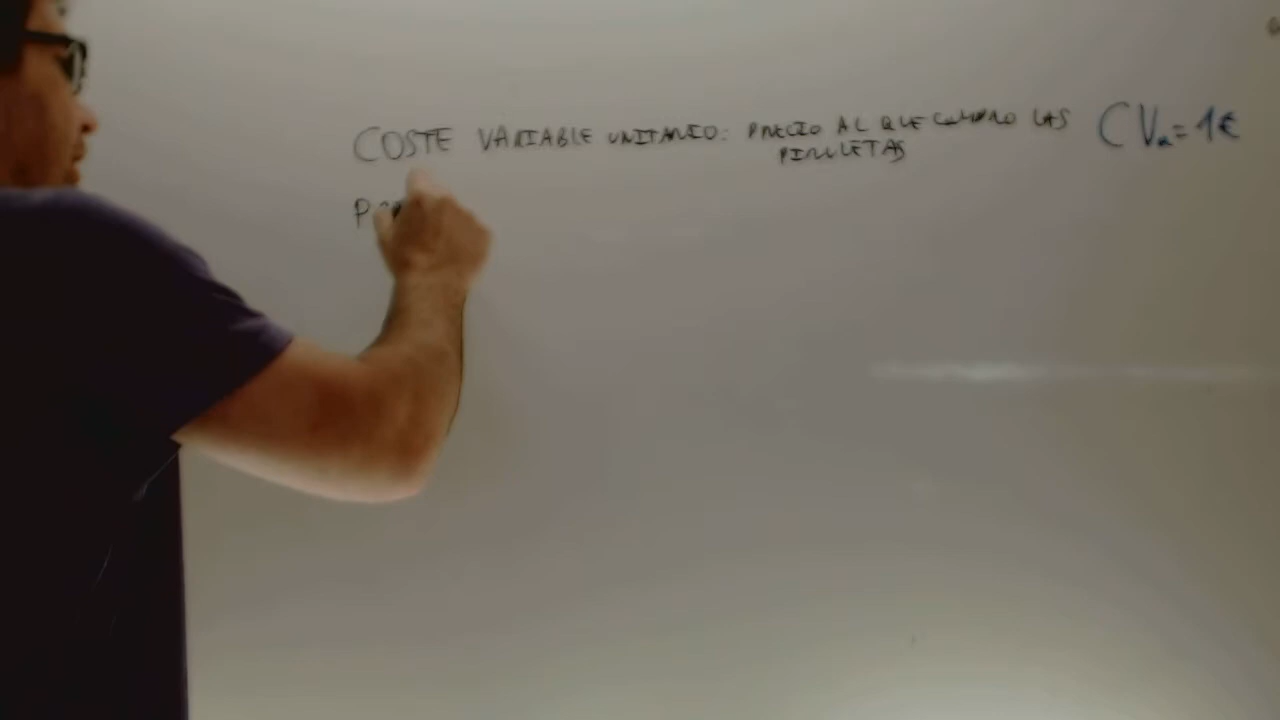 COSTE VARIABLE UNITARIO: PRECIO AL QUE COMPRO LAS
PIRULETAS
CVu=1€